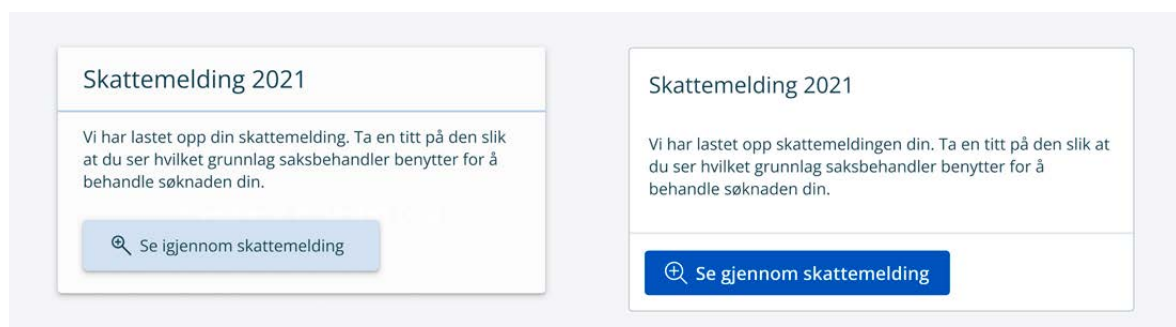 Skattemelding 2021
Vi har lastet opp din skattemelding. Ta en titt på den slik
at du ser hvilket grunnlag saksbehandler benytter for å
behandle søknaden din.
Se igjennom skattemelding
Skattemelding 2021
Vi har lastet opp skattemeldingen din. Ta en titt på den slik at
du ser hvilket grunnlag saksbehandler benytter for å
behandle søknaden din.
Se gjennom skattemelding